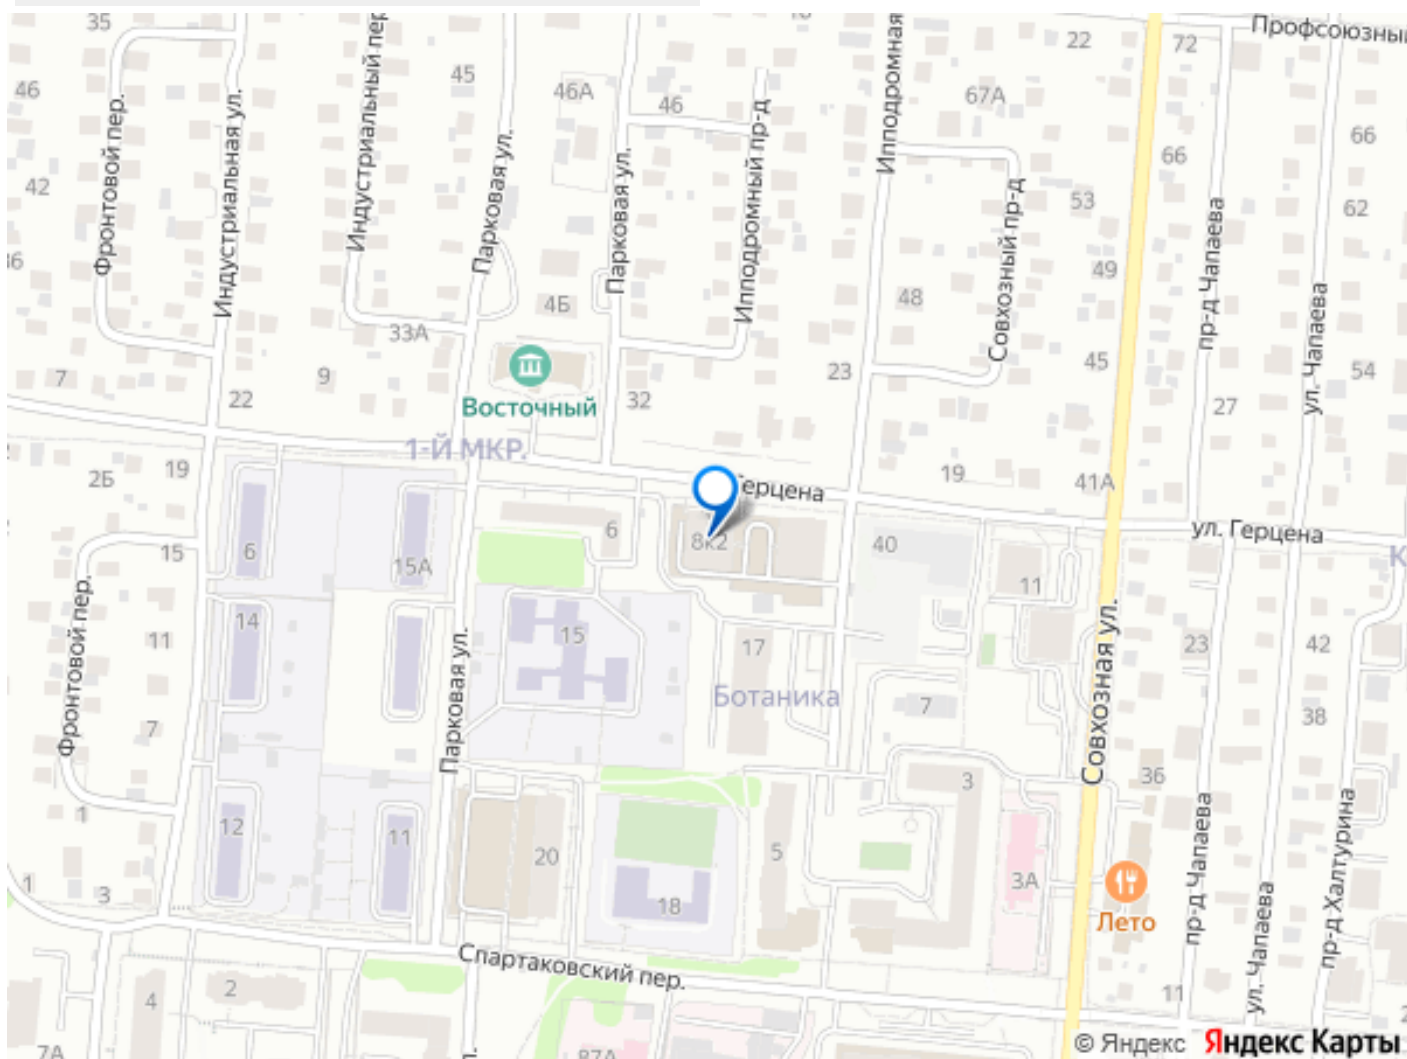 35
22
72
Профсоюзный
46
45
46А
46
67А
Фронтовой пер.
Индустриальная ул.
Индустриальный пер
Парковая ул.
Парковая ул.
Ипподромный пр-д
Ипподромная
Совхозный пр-д
66
66
42
53
62
пр-д Чапаева
ул. Чапаева
49
48
4Б
33А
45
7
9
23
54
22
Восточный
32
27
1-Й МКР.
19
2Б
19
41А
Герцена
ул. Герцена
6
8к2
40
15
6
15А
11
К
Фронтовой пер.
14
15
11
17
23
42
Парковая ул.
Ботаника
7
Совхозная ул.
38
7
3
36
1
12
11
20
5
3А
пр-д Чапаева
ул. Чапаева
пр-д Халтурина
1
3
18
Лето
Спартаковский пер.
2
4
11
7А
87А
© Яндекс Яндекс Карты